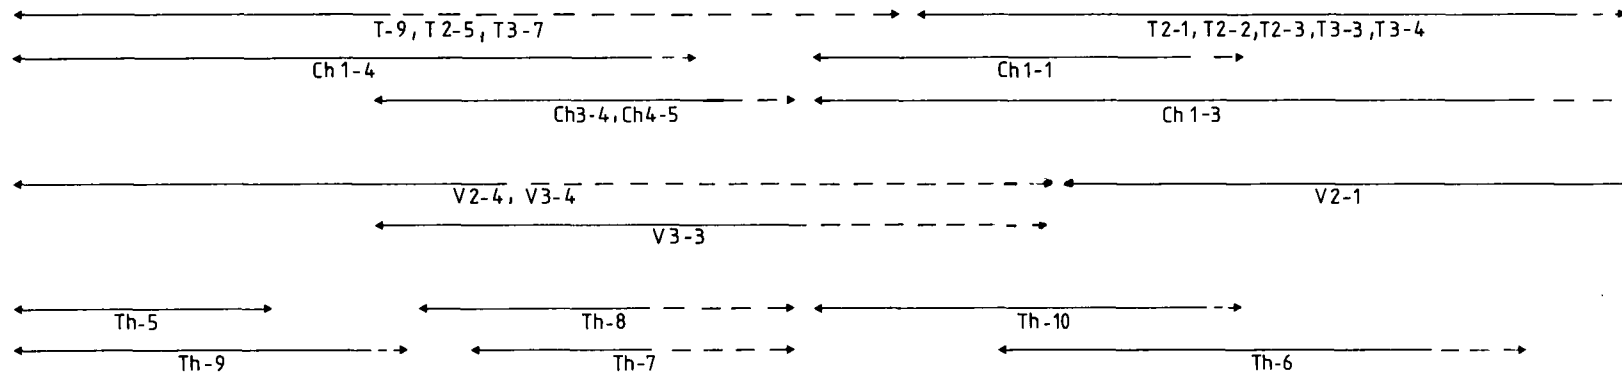 T-9, T2-5, T3-7 T2-1, T2-2, T2-3, T3-3, T3-4
Ch1-4 Ch1-1
Ch3-4, Ch4-5 Ch1-3
V2-4, V3-4 V2-1
V3-3
Th-5 Th-8 Th-10
Th-9 Th-7 Th-6